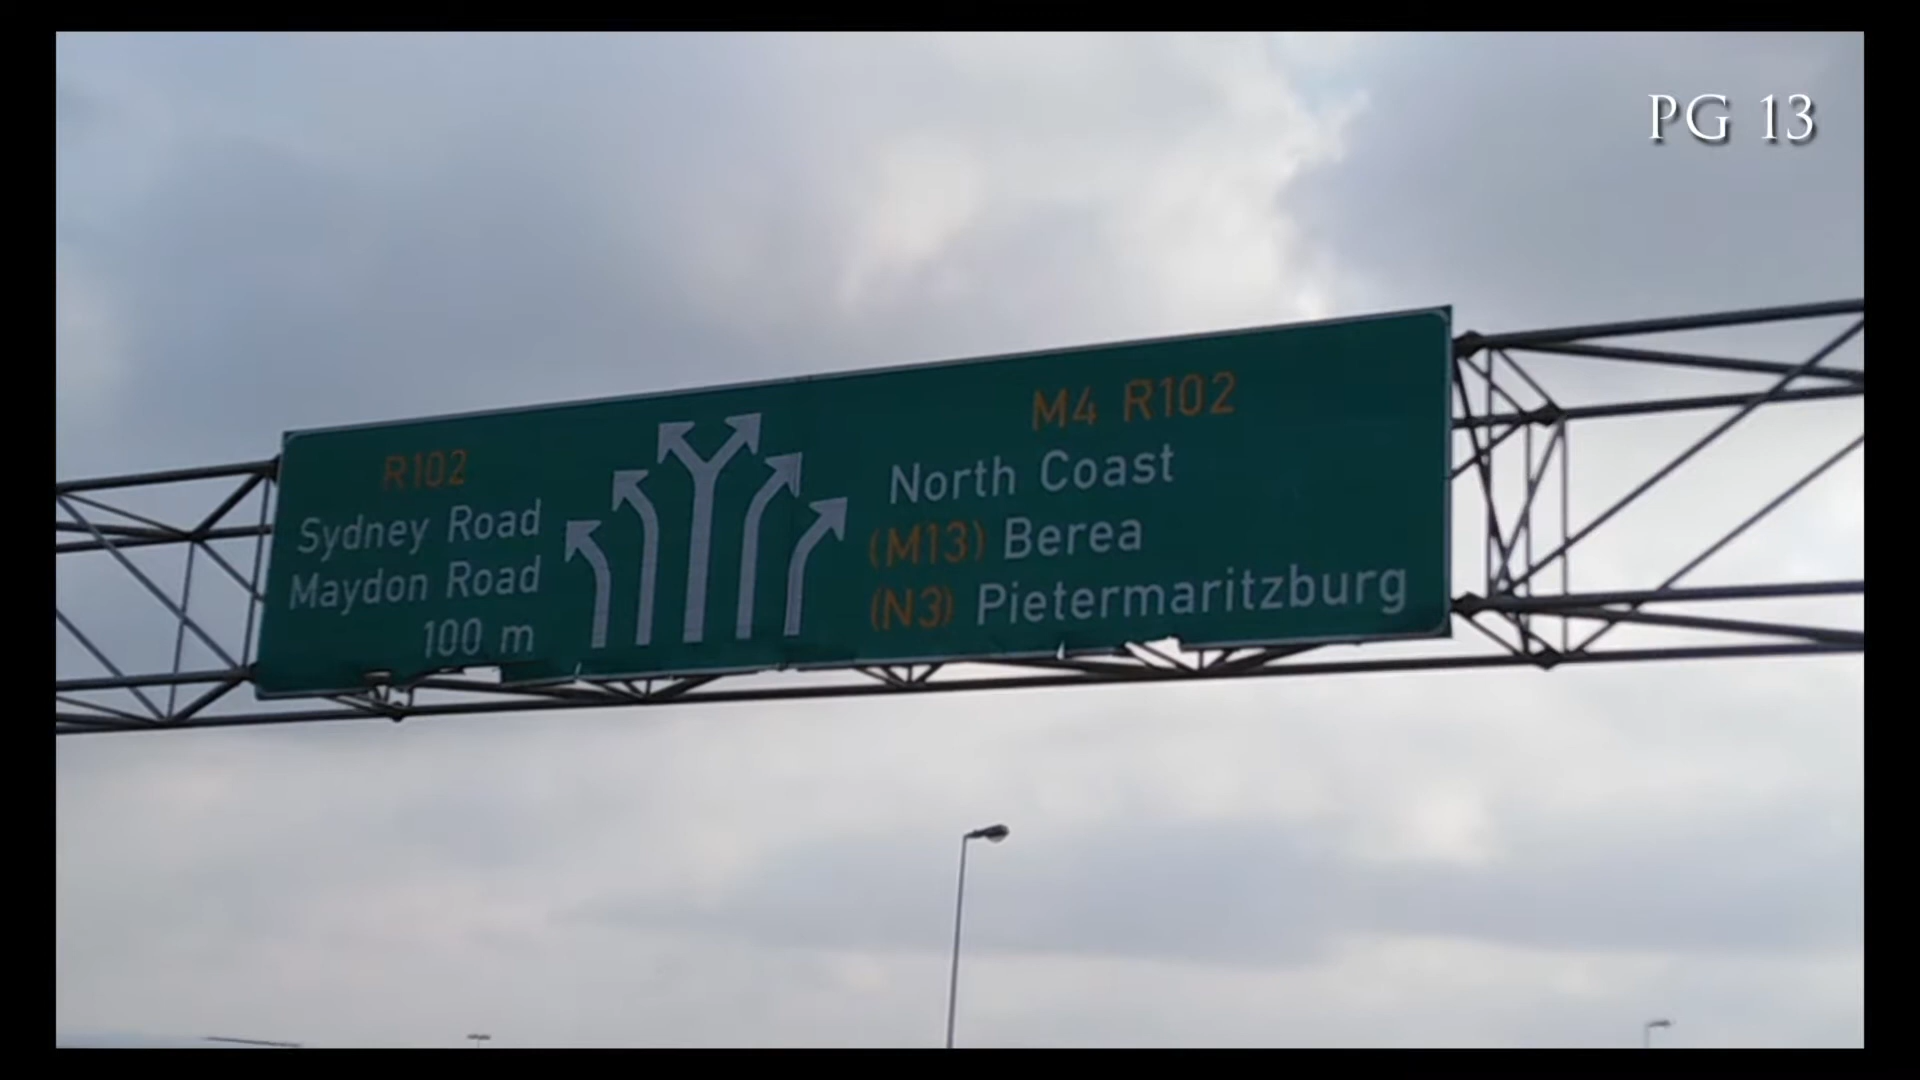 PG 13
R102
Sydney Road
Maydon Road
100 m
M4 R102
North Coast
(M13) Berea
(N3) Pietermaritzburg